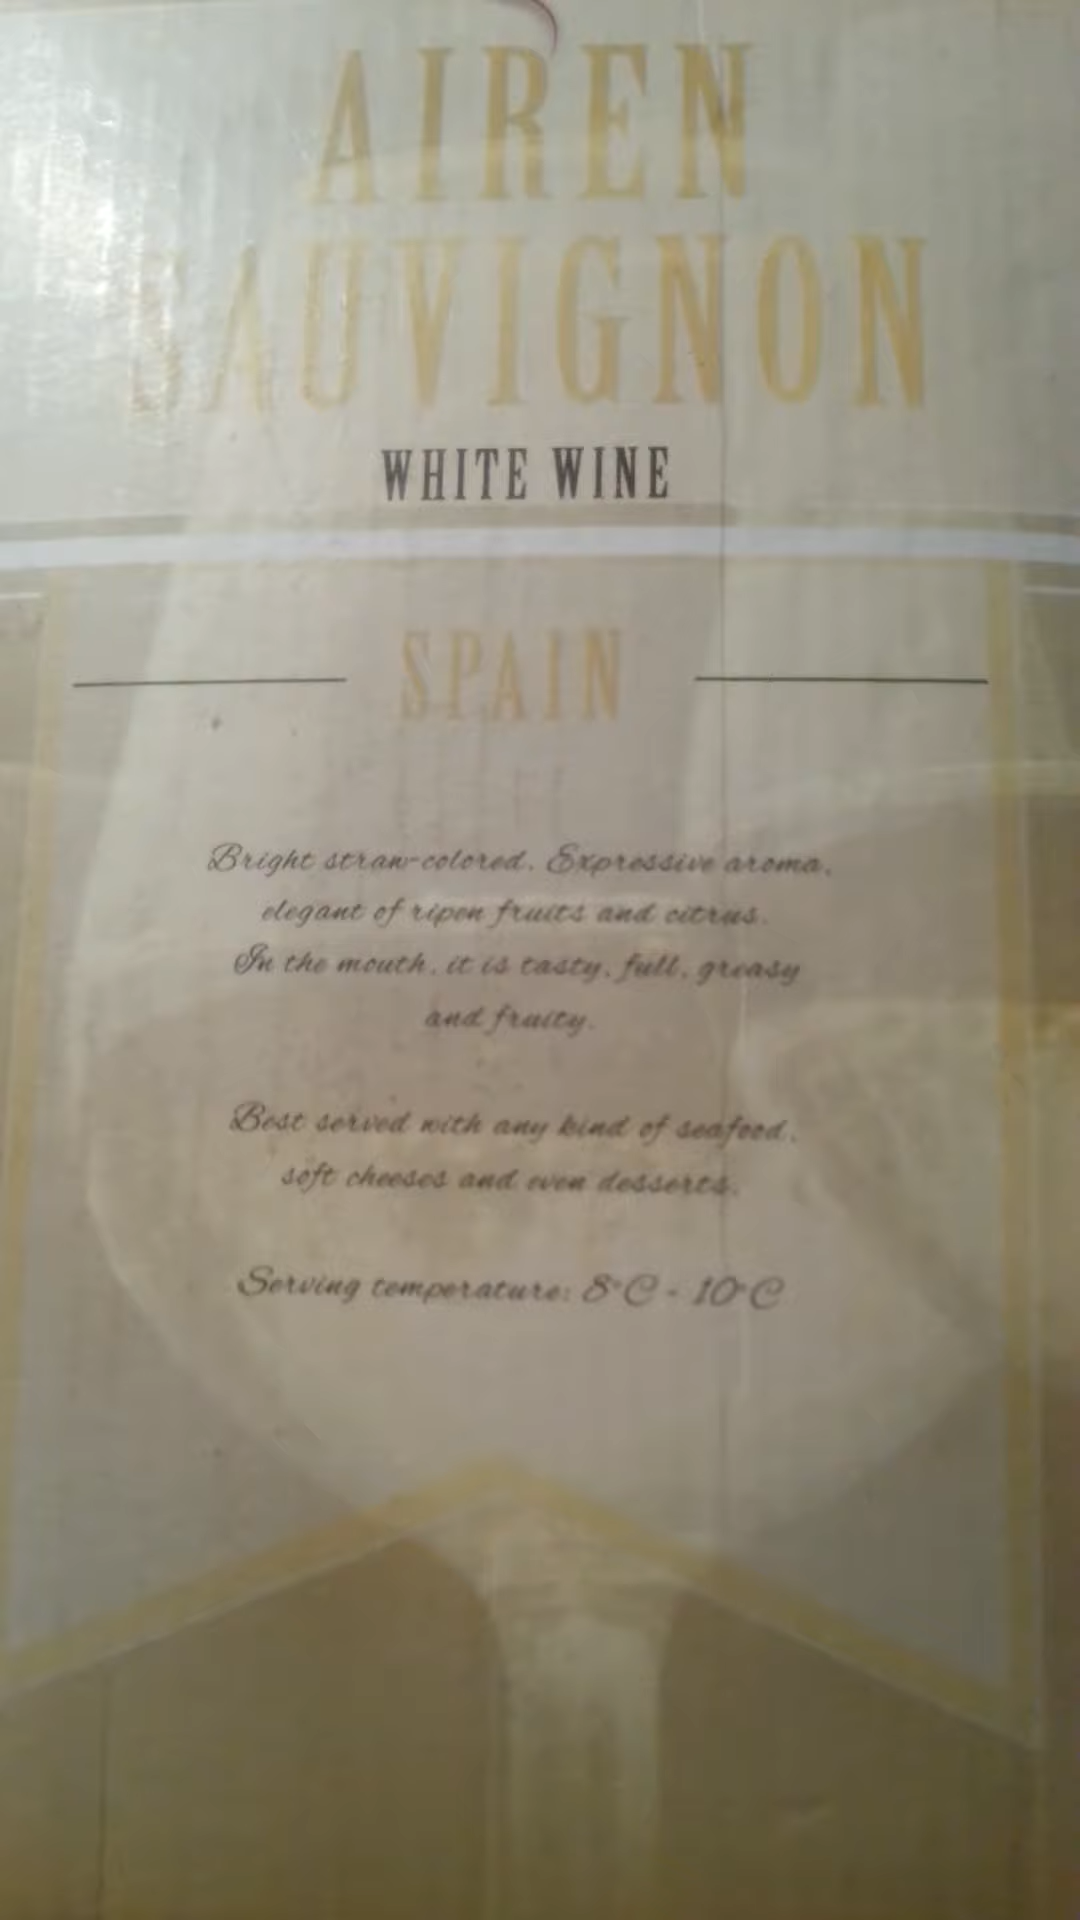 AIREN
SAUVIGNON
WHITE WINE
SPAIN
Bright straw-colored. Expressive aroma,
elegant of ripen fruits and citrus.
In the mouth, it is tasty, full, greasy
and fruity.
Best served with any kind of seafood,
soft cheeses and even desserts.
Serving temperature: 8°C - 10°C